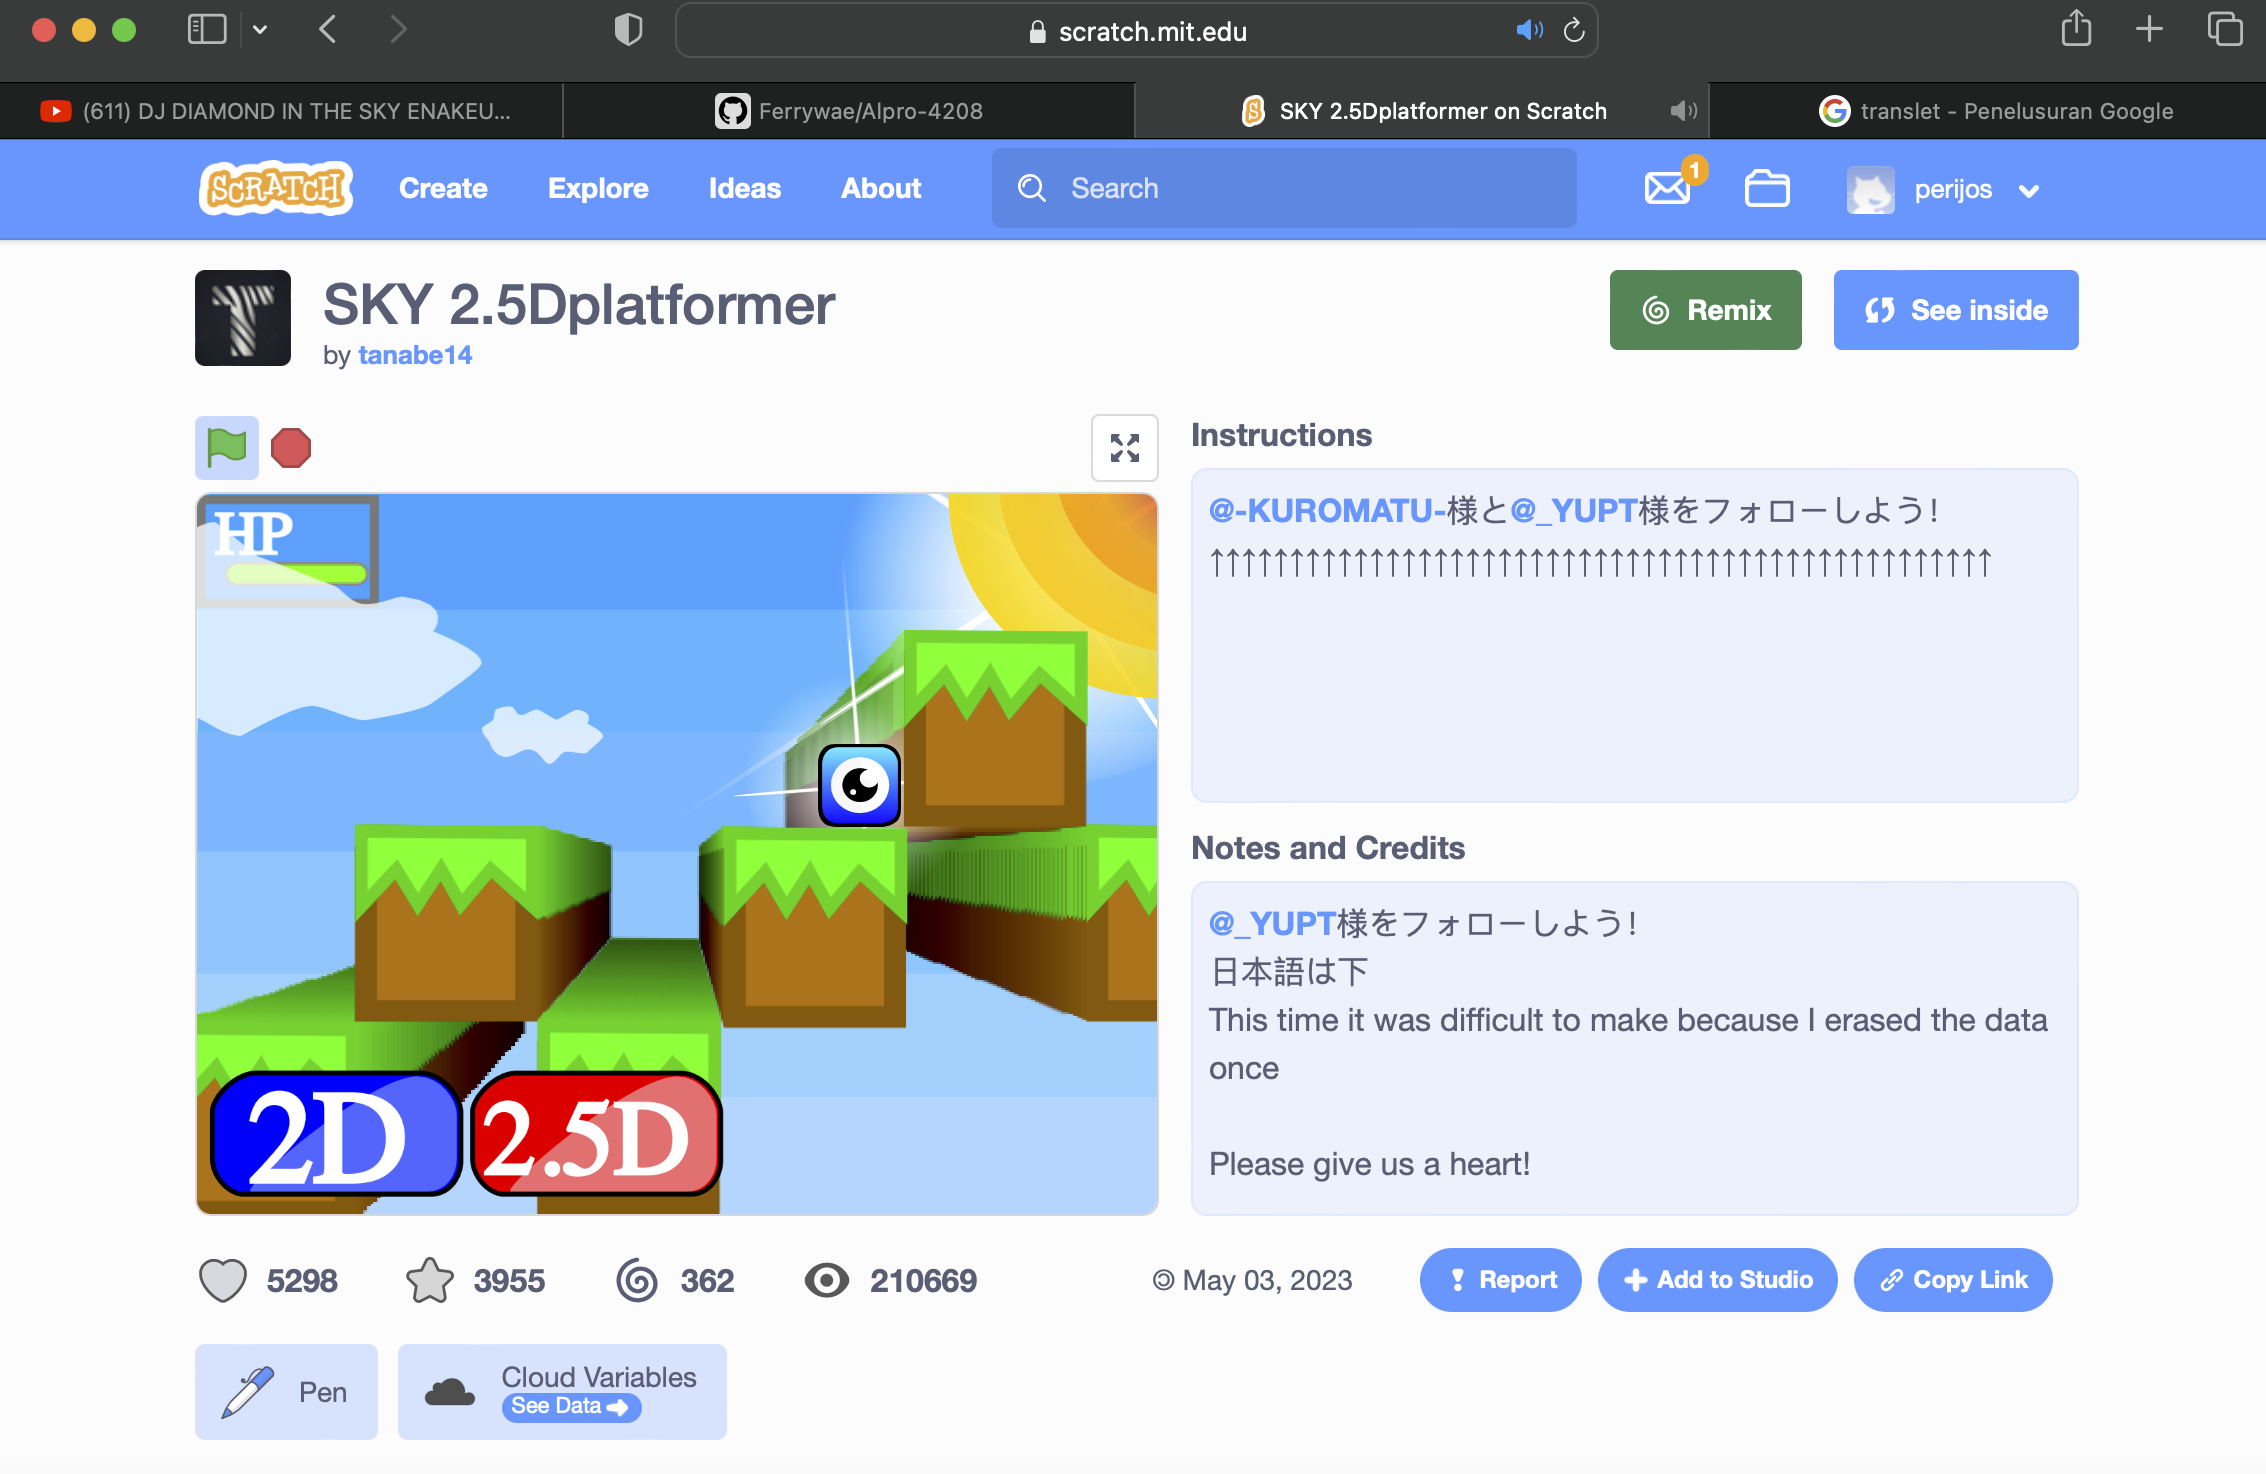 scratch.mit.edu
(611) DJ DIAMOND IN THE SKY ENAKEU...
Ferrywae/Alpro-4208
SKY 2.5Dplatformer on Scratch
translet - Penelusuran Google
SCRATCH
Create
Explore
Ideas
About
Search
1
perijos
SKY 2.5Dplatformer
by tanabe14
Remix
See inside
Instructions
@-KUROMATU-様と@_YUPT様をフォローしよう!
↑↑↑↑↑↑↑↑↑↑↑↑↑↑↑↑↑↑↑↑↑↑↑↑↑↑↑↑↑↑↑↑↑↑↑↑↑↑↑↑↑↑↑↑↑↑↑↑↑
HP
2D
2.5D
Notes and Credits
@_YUPT様をフォローしよう!
日本語は下
This time it was difficult to make because I erased the data
once
Please give us a heart!
5298
3955
362
210669
May 03, 2023
Report
Add to Studio
Copy Link
Pen
Cloud Variables
See Data